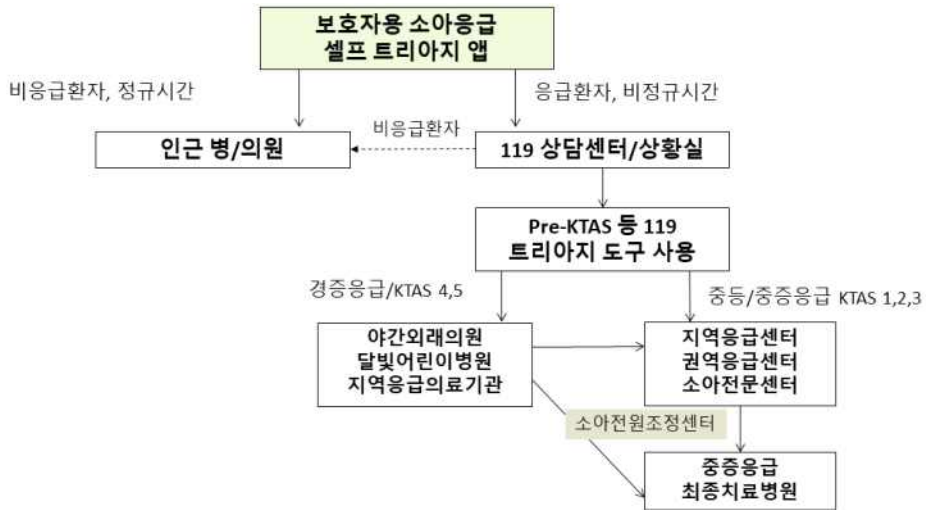 보호자용 소아응급
셀프 트리아지 앱
비응급환자, 정규시간
응급환자, 비정규시간
비응급환자
인근 병/의원
119 상담센터/상황실
Pre-KTAS 등 119
트리아지 도구 사용
경증응급/KTAS 4,5
중등/중증응급 KTAS 1,2,3
야간외래의원
달빛어린이병원
지역응급의료기관
지역응급센터
권역응급센터
소아전문센터
소아전원조정센터
중증응급
최종치료병원